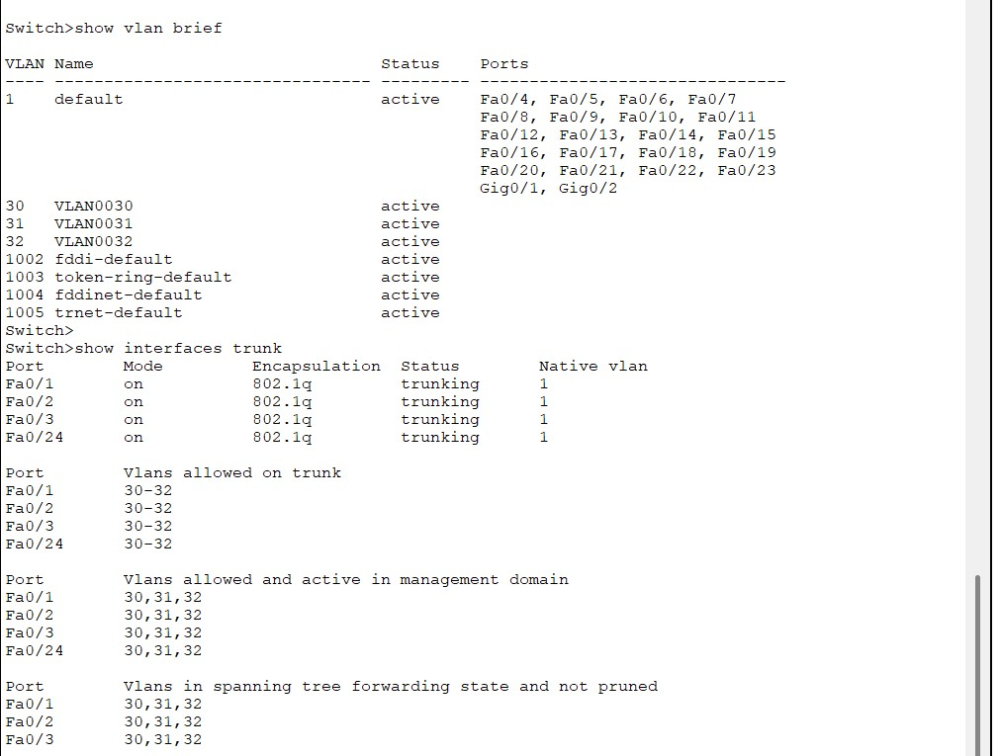 Switch>show vlan brief
VLAN Name                             Status    Ports
---- -------------------------------- --------- -------------------------------
1    default                          active    Fa0/4, Fa0/5, Fa0/6, Fa0/7
                                                Fa0/8, Fa0/9, Fa0/10, Fa0/11
                                                Fa0/12, Fa0/13, Fa0/14, Fa0/15
                                                Fa0/16, Fa0/17, Fa0/18, Fa0/19
                                                Fa0/20, Fa0/21, Fa0/22, Fa0/23
                                                Gig0/1, Gig0/2
30   VLAN0030                         active
31   VLAN0031                         active
32   VLAN0032                         active
1002 fddi-default                     active
1003 token-ring-default               active
1004 fddinet-default                  active
1005 trnet-default                    active
Switch>
Switch>show interfaces trunk
Port        Mode         Encapsulation  Status        Native vlan
Fa0/1       on           802.1q         trunking      1
Fa0/2       on           802.1q         trunking      1
Fa0/3       on           802.1q         trunking      1
Fa0/24      on           802.1q         trunking      1
Port        Vlans allowed on trunk
Fa0/1       30-32
Fa0/2       30-32
Fa0/3       30-32
Fa0/24      30-32
Port        Vlans allowed and active in management domain
Fa0/1       30,31,32
Fa0/2       30,31,32
Fa0/3       30,31,32
Fa0/24      30,31,32
Port        Vlans in spanning tree forwarding state and not pruned
Fa0/1       30,31,32
Fa0/2       30,31,32
Fa0/3       30,31,32